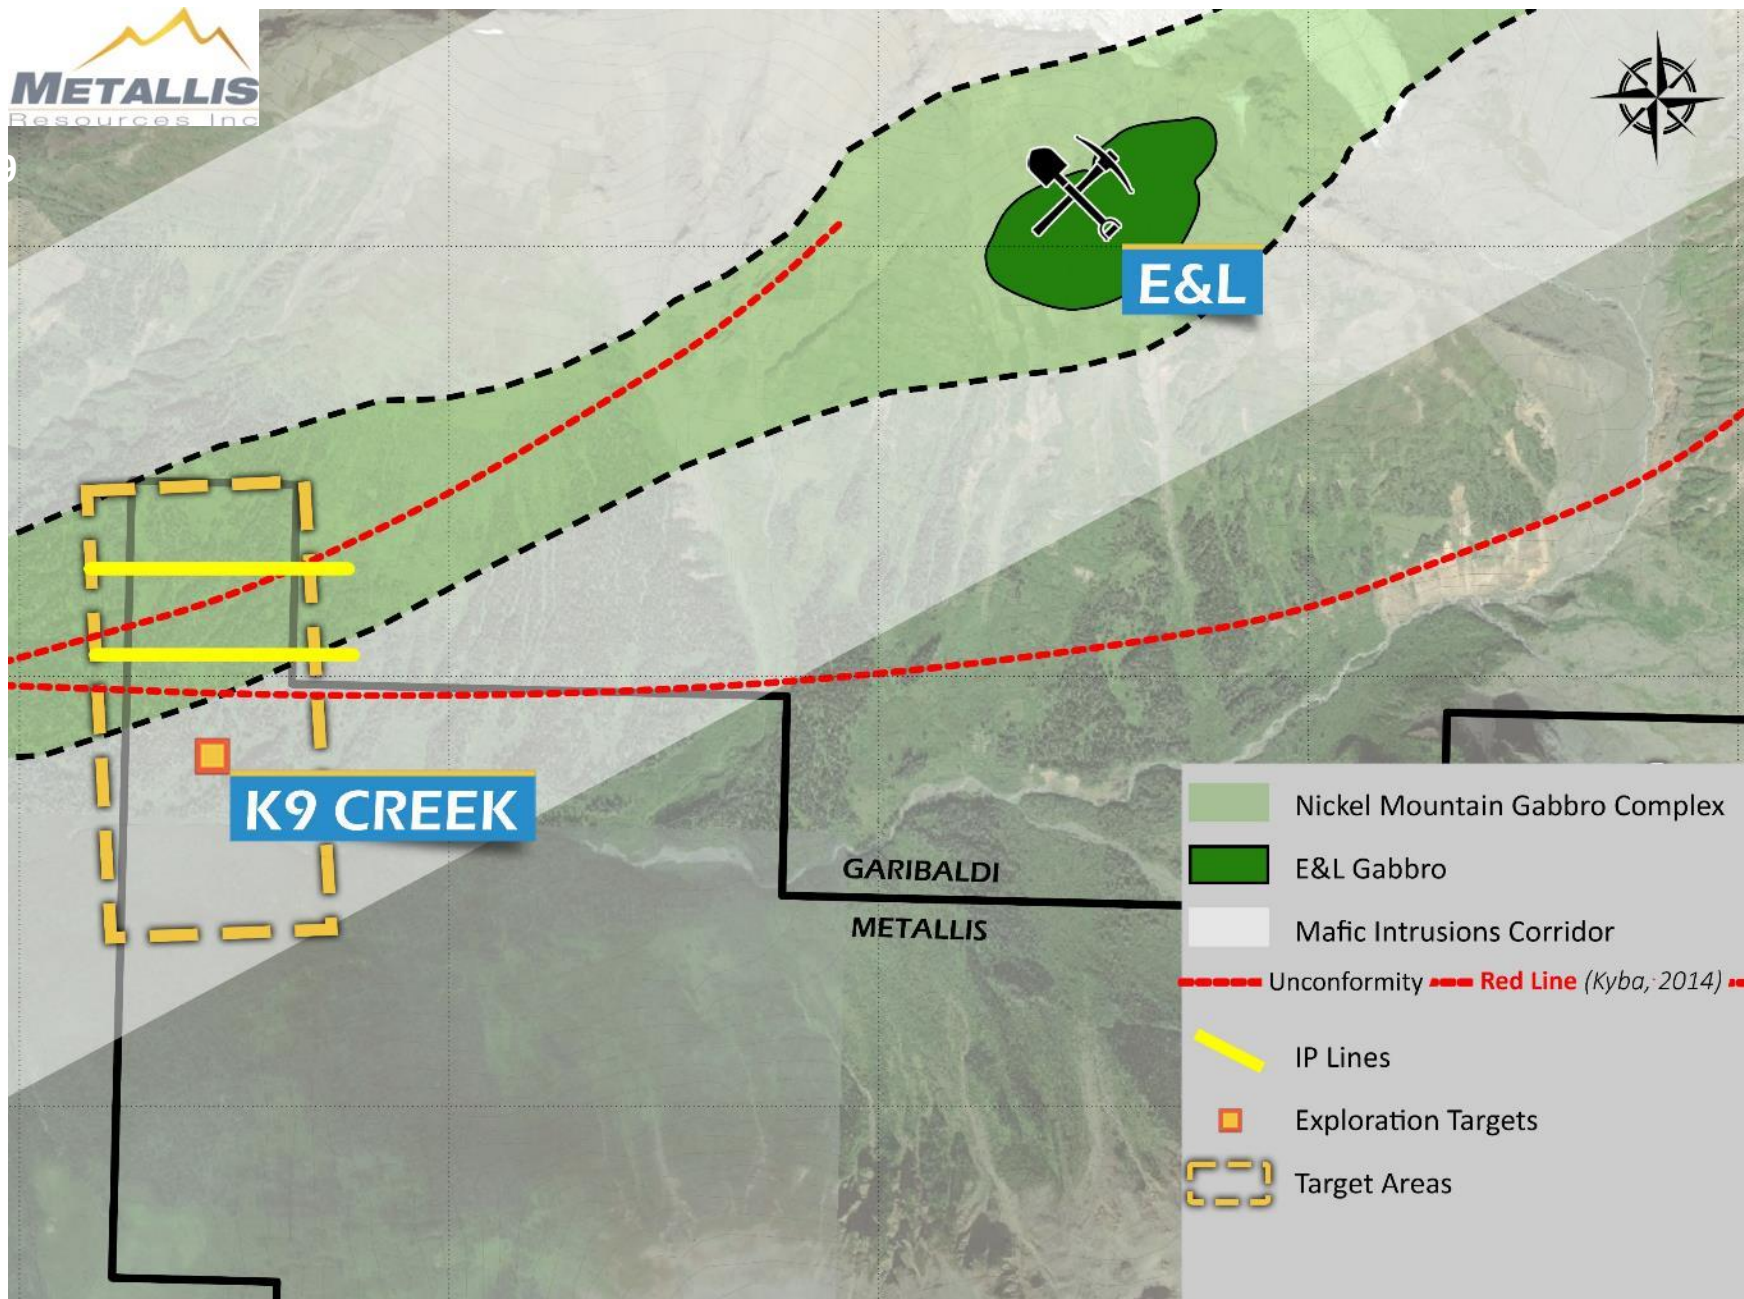 METALLIS
Resources Inc
9
E&L
K9 CREEK
GARIBALDI
METALLIS
Nickel Mountain Gabbro Complex
E&L Gabbro
Mafic Intrusions Corridor
Unconformity Red Line (Kyba, 2014)
IP Lines
Exploration Targets
Target Areas